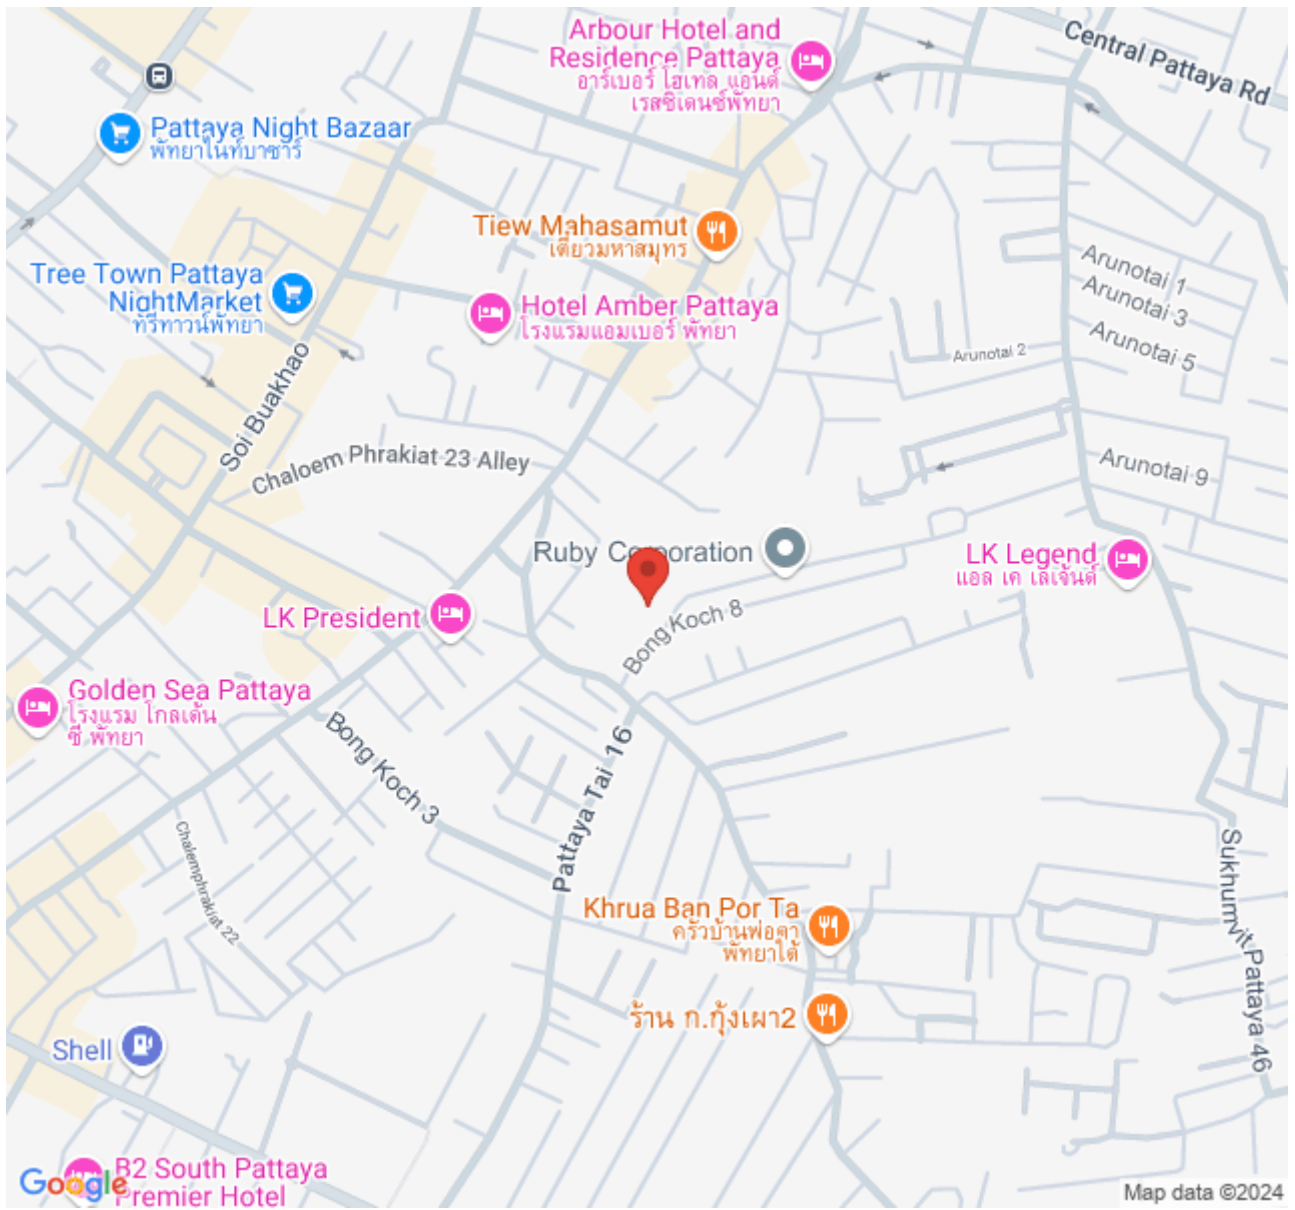 Arbour Hotel and
Residence Pattaya
อาร์เบอร์ โฮเทล แอนด์
เรสซิเดนซ์พัทยา
Central Pattaya Rd
Pattaya Night Bazaar
พัทยาไนท์บาซาร์
Tiew Mahasamut
เตี๋ยวมหาสมุทร
Tree Town Pattaya
NightMarket
ทรีทาวน์พัทยา
Hotel Amber Pattaya
โรงแรมแอมเบอร์ พัทยา
Arunotai 1
Arunotai 3
Arunotai 5
Arunotai 2
Soi Buakhao
Chaloem Phrakiat 23 Alley
Arunotai 9
Ruby Corporation
LK Legend
แอล เค เลเจ้นด์
LK President
Bong Koch 8
Golden Sea Pattaya
โรงแรม โกลเด้น
ซี พัทยา
Bong Koch 3
Pattaya Tai 16
Chalemphrakiat 22
Sukhumvit Pattaya 46
Khrua Ban Por Ta
ครัวบ้านพ่อตา
พัทยาใต้
ร้าน ก.กุ้งเผา2
Shell
B2 South Pattaya
Premier Hotel
Google
Map data ©2024